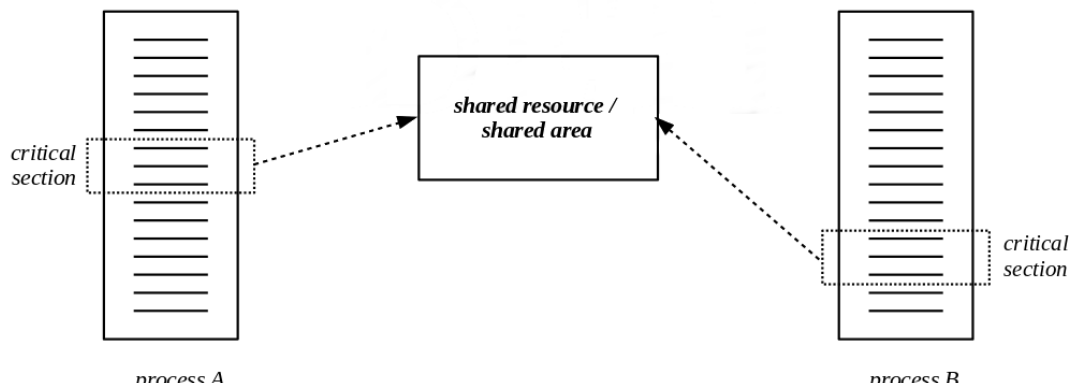 shared resource /
shared area
critical
section
critical
section
process A
process B